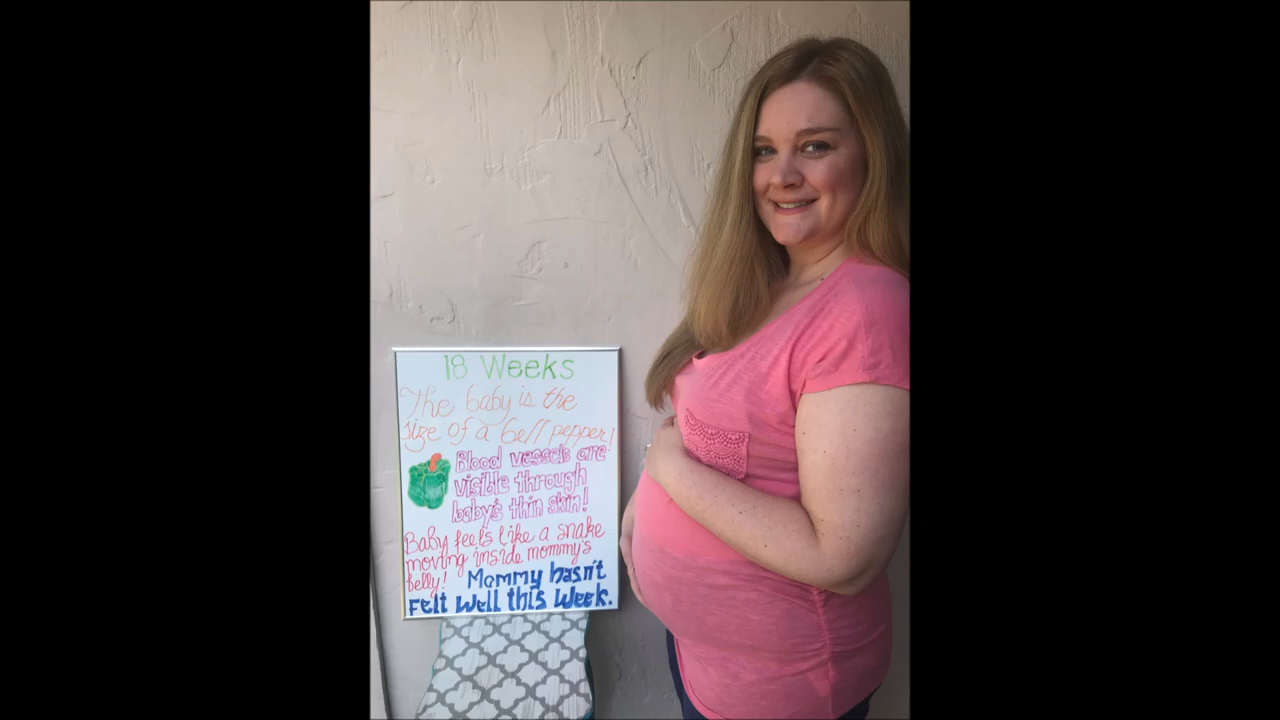 18 Weeks
The baby is the
size of a bell pepper!
Blood vessels are
visible through
baby's thin skin!
Baby feels like a snake
moving inside mommy's
belly! Mommy hasn't
felt well this week.